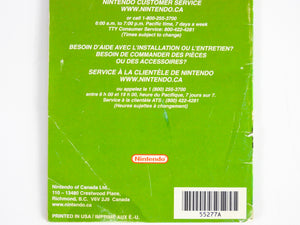 NINTENDO CUSTOMER SERVICE
WWW.NINTENDO.CA
or call 1-800-255-3700
6:00 a.m. to 7:00 p.m. Pacific time, 7 days a week
TTY Consumer Service: (800) 422-4281
(Times subject to change)
BESOIN D'AIDE AVEC L'INSTALLATION OU L'ENTRETIEN?
BESOIN DE COMMANDER DES PIÈCES
OU DES ACCESSOIRES?
SERVICE À LA CLIENTÈLE DE NINTENDO
WWW.NINTENDO.CA
ou appelez le 1 (800) 255-3700
entre 6 h 00 et 19 h 00, heure du Pacifique, 7 jours sur 7.
Service à la clientèle ATS : (800) 422-4281
(Heures sujettes à changement)
Nintendo
Nintendo of Canada Ltd.
110 - 13480 Crestwood Place,
Richmond, B.C. V6V 2J9 Canada
www.nintendo.ca
PRINTED IN USA / IMPRIMÉ AUX É.-U.
55277A